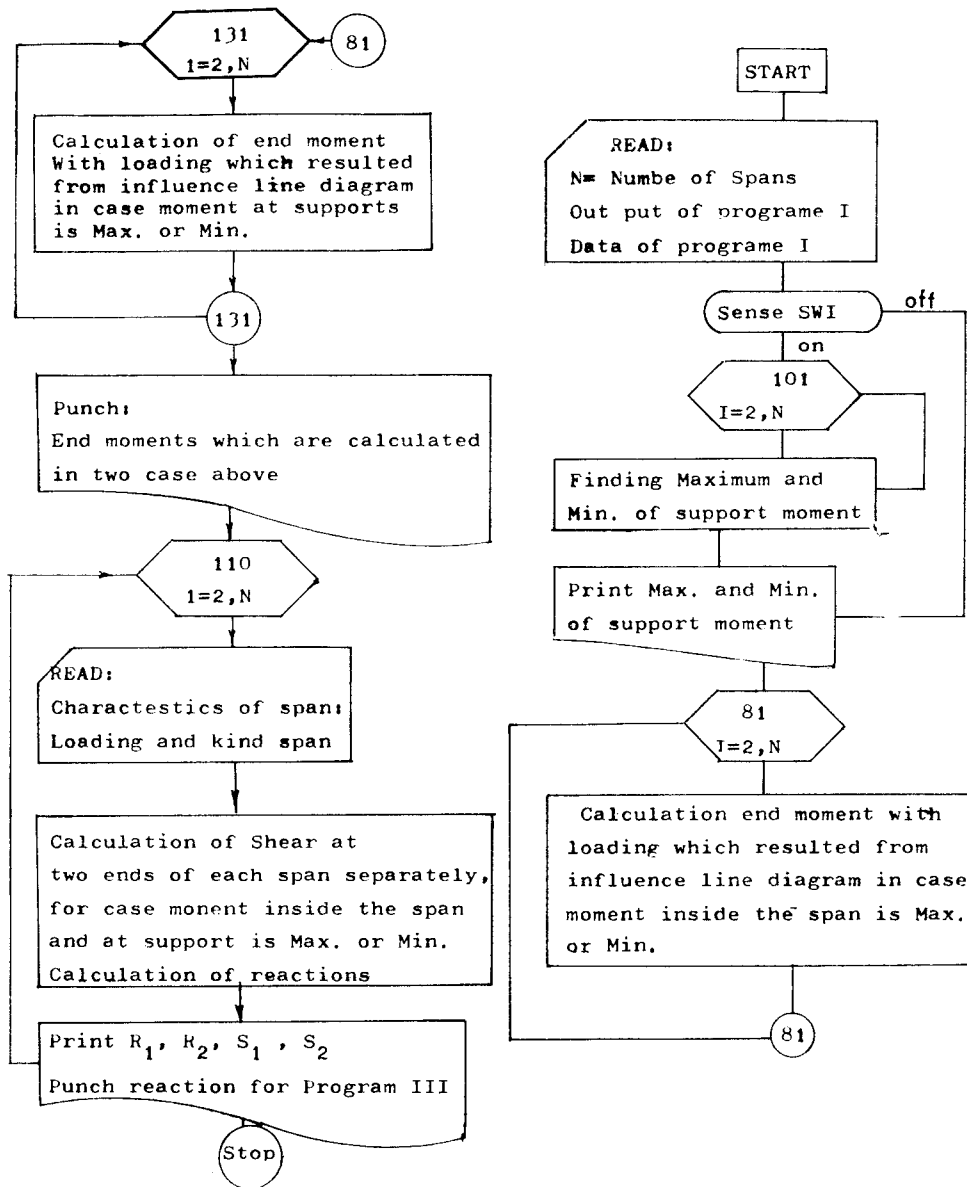 131
1=2,N
81
Calculation of end moment
With loading which resulted
from influence line diagram
in case moment at supports
is Max. or Min.
131
Punch:
End moments which are calculated
in two case above
110
1=2,N
READ:
Charactestics of span:
Loading and kind span
Calculation of Shear at
two ends of each span separately,
for case monent inside the span
and at support is Max. or Min.
Calculation of reactions
Print R1, R2, S1 , S2
Punch reaction for Program III
Stop
START
READ:
N= Numbe of Spans
Out put of programe I
Data of programe I
Sense SWI
off
on
101
I=2,N
Finding Maximum and
Min. of support moment
Print Max. and Min.
of support moment
81
I=2,N
Calculation end moment with
loading which resulted from
influence line diagram in case
moment inside the span is Max.
or Min.
81